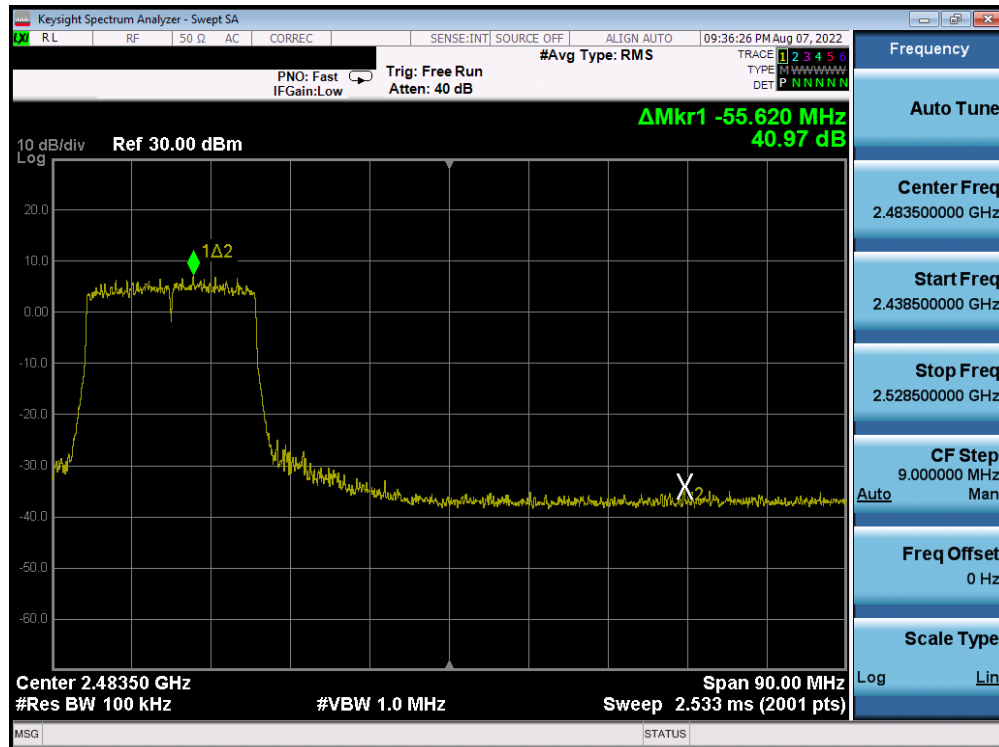 Keysight Spectrum Analyzer - Swept SA
LXI RL RF 50 Ω AC CORREC SENSE:INT SOURCE OFF ALIGN AUTO 09:36:26 PM Aug 07, 2022
#Avg Type: RMS
TRACE 1 2 3 4 5 6
TYPE M WWWWW
DET P N N N N N
PNO: Fast
IFGain:Low
Trig: Free Run
Atten: 40 dB
ΔMkr1 -55.620 MHz
40.97 dB
10 dB/div Ref 30.00 dBm
Log
20.0
10.0
0.00
-10.0
-20.0
-30.0
-40.0
-50.0
-60.0
1Δ2
X2
Center 2.48350 GHz Span 90.00 MHz
#Res BW 100 kHz #VBW 1.0 MHz Sweep 2.533 ms (2001 pts)
MSG STATUS
Frequency
Auto Tune
Center Freq
2.483500000 GHz
Start Freq
2.438500000 GHz
Stop Freq
2.528500000 GHz
CF Step
9.000000 MHz
Auto Man
Freq Offset
0 Hz
Scale Type
Log Lin